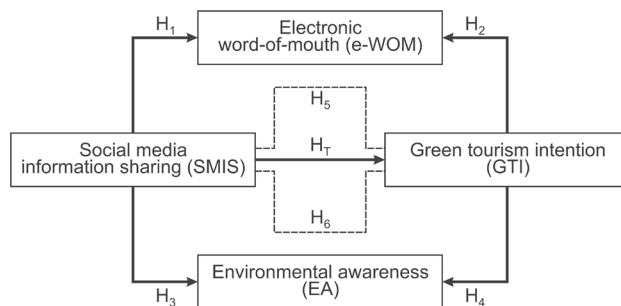 H1
Electronic
word-of-mouth (e-WOM)
H2
H5
Social media
information sharing (SMIS)
HT
Green tourism intention
(GTI)
H6
H3
Environmental awareness
(EA)
H4